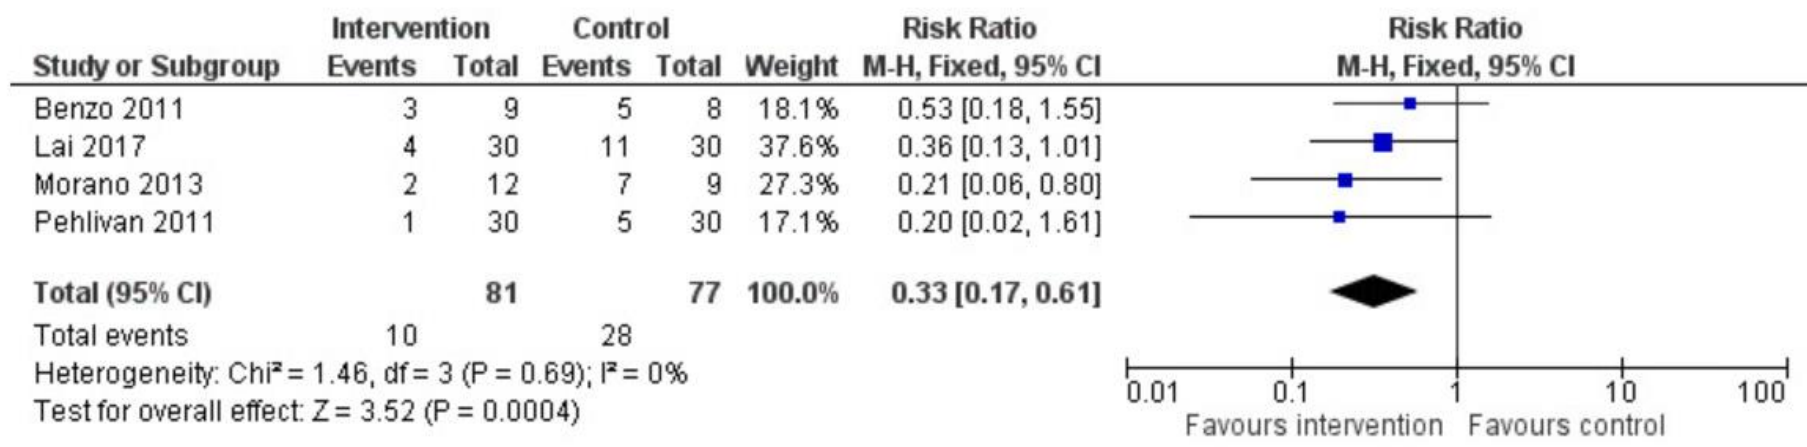 Intervention Control Risk Ratio Risk Ratio
Study or Subgroup Events Total Events Total Weight M-H, Fixed, 95% CI M-H, Fixed, 95% CI
Benzo 2011 3 9 5 8 18.1% 0.53 [0.18, 1.55]
Lai 2017 4 30 11 30 37.6% 0.36 [0.13, 1.01]
Morano 2013 2 12 7 9 27.3% 0.21 [0.06, 0.80]
Pehlivan 2011 1 30 5 30 17.1% 0.20 [0.02, 1.61]
Total (95% CI) 81 77 100.0% 0.33 [0.17, 0.61]
Total events 10 28
Heterogeneity: Chi² = 1.46, df = 3 (P = 0.69); I² = 0%
Test for overall effect: Z = 3.52 (P = 0.0004)
0.01 0.1 1 10 100
Favours intervention Favours control